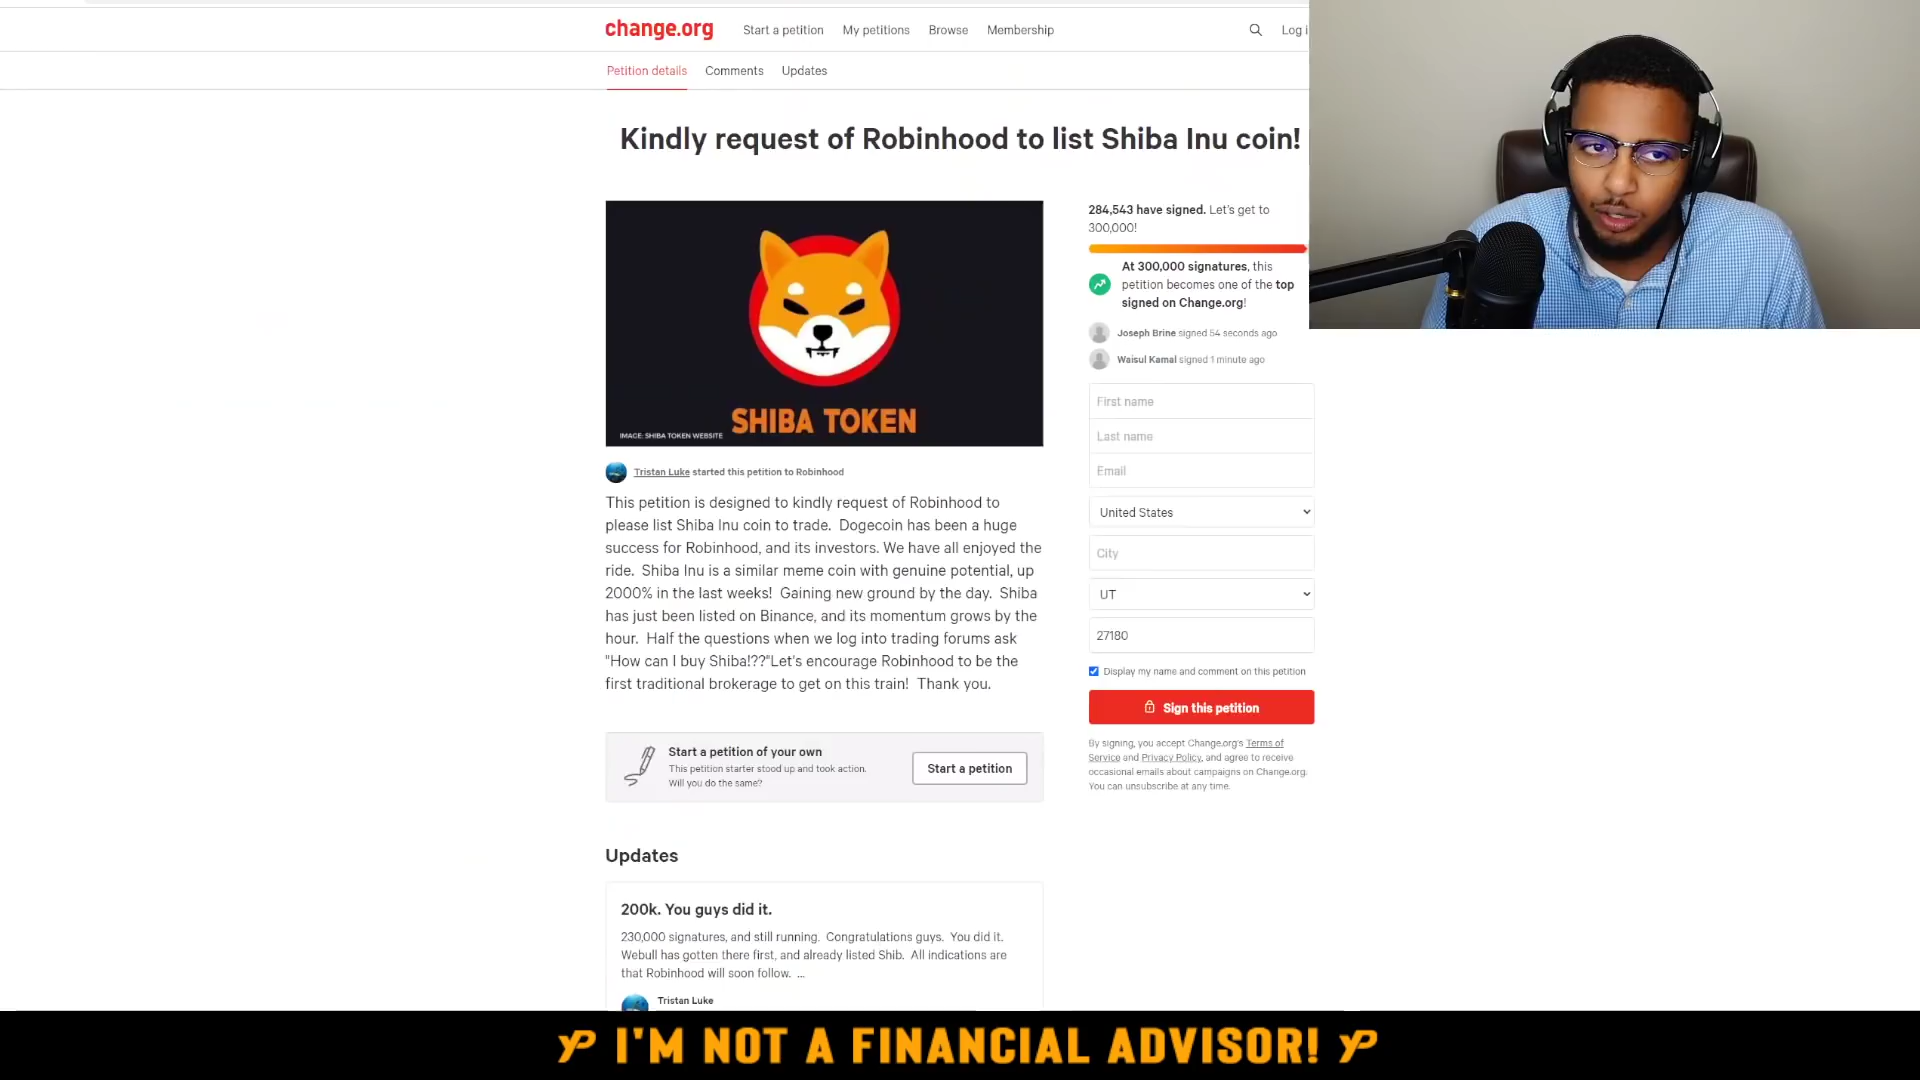 change.org
Start a petition
My petitions
Browse
Membership
Log i
Petition details
Comments
Updates
Kindly request of Robinhood to list Shiba Inu coin!
SHIBA TOKEN
IMAGE: SHIBA TOKEN WEBSITE
Tristan Luke started this petition to Robinhood
This petition is designed to kindly request of Robinhood to
please list Shiba Inu coin to trade. Dogecoin has been a huge
success for Robinhood, and its investors. We have all enjoyed the
ride. Shiba Inu is a similar meme coin with genuine potential, up
2000% in the last weeks! Gaining new ground by the day. Shiba
has just been listed on Binance, and its momentum grows by the
hour. Half the questions when we log into trading forums ask
"How can I buy Shiba!??"Let's encourage Robinhood to be the
first traditional brokerage to get on this train! Thank you.
Start a petition of your own
This petition starter stood up and took action.
Will you do the same?
Start a petition
Updates
200k. You guys did it.
230,000 signatures, and still running. Congratulations guys. You did it.
Webull has gotten there first, and already listed Shib. All indications are
that Robinhood will soon follow. ...
Tristan Luke
284,543 have signed. Let's get to
300,000!
At 300,000 signatures, this
petition becomes one of the top
signed on Change.org!
Joseph Brine signed 54 seconds ago
Waisul Kamal signed 1 minute ago
First name
Last name
Email
United States
City
UT
27180
Display my name and comment on this petition
Sign this petition
By signing, you accept Change.org's Terms of
Service and Privacy Policy, and agree to receive
occasional emails about campaigns on Change.org.
You can unsubscribe at any time.
YP I'M NOT A FINANCIAL ADVISOR! YP